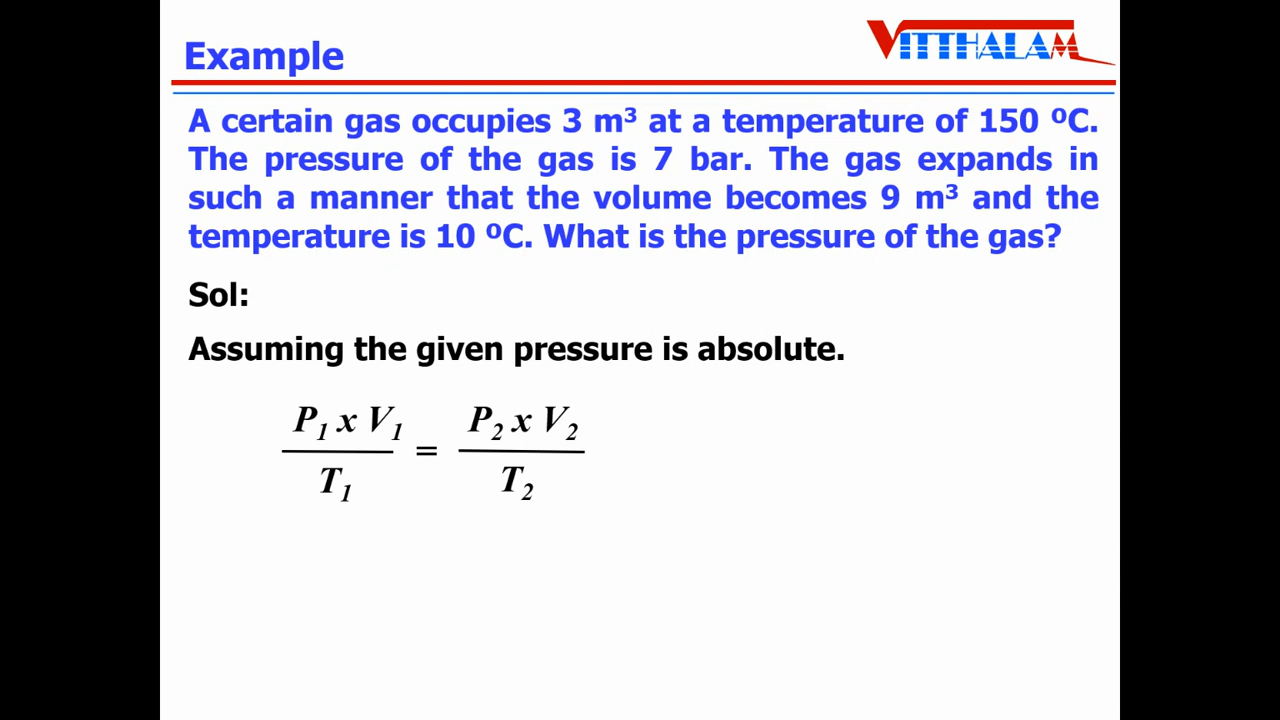 Example
VITTHALAM
A certain gas occupies 3 m³ at a temperature of 150 ⁰C.
The pressure of the gas is 7 bar. The gas expands in
such a manner that the volume becomes 9 m³ and the
temperature is 10 ⁰C. What is the pressure of the gas?
Sol:
Assuming the given pressure is absolute.
P₁ x V₁ / T₁ = P₂ x V₂ / T₂